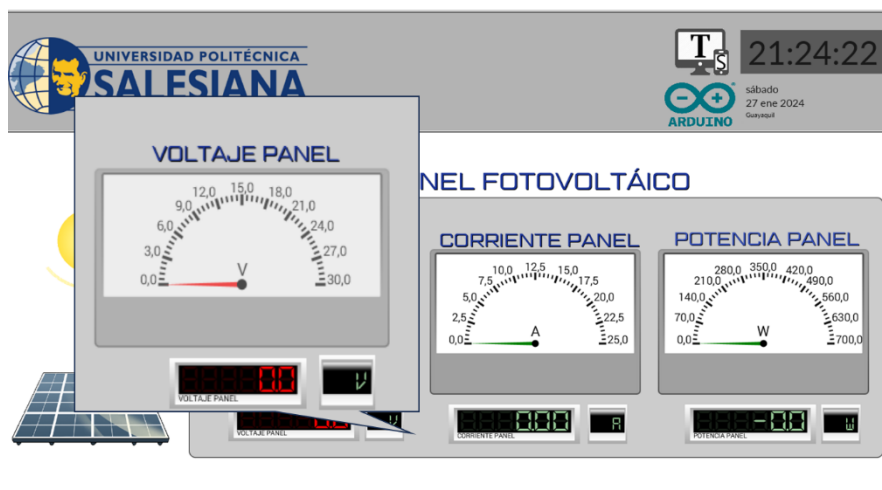 UNIVERSIDAD POLITÉCNICA
SALESIANA
TS
ARDUINO
21:24:22
sábado
27 ene 2024
Guayaquil
NEL FOTOVOLTÁICO
VOLTAJE PANEL
0,0 3,0 6,0 9,0 12,0 15,0 18,0 21,0 24,0 27,0 30,0
V
0.0 V
VOLTAJE PANEL
CORRIENTE PANEL
0,0 2,5 5,0 7,5 10,0 12,5 15,0 17,5 20,0 22,5 25,0
A
0.00 A
CORRIENTE PANEL
POTENCIA PANEL
0,0 70,0 140,0 210,0 280,0 350,0 420,0 490,0 560,0 630,0 700,0
W
-0.0 W
POTENCIA PANEL
VOLTAJE PANEL